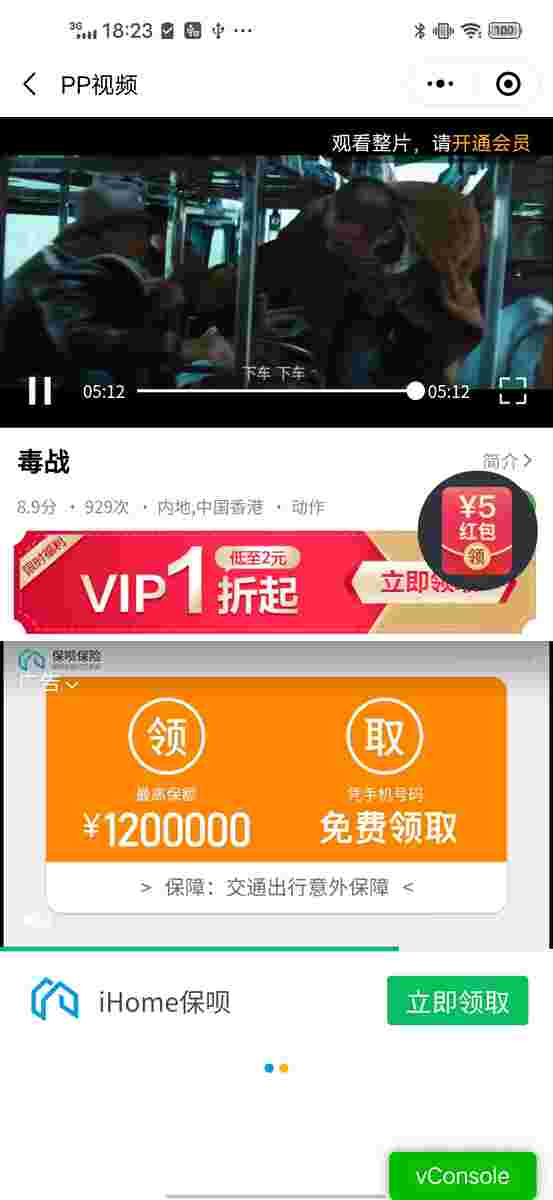 3G 18:23 100
PP视频
观看整片，请开通会员
下车 下车
05:12 05:12
毒战
简介
8.9分 · 929次 · 内地,中国香港 · 动作
¥5
红包
领
限时福利
VIP1折起
低至2元
立即领取
保呗保险
广告
领 取
最高保额 凭手机号码
¥1200000 免费领取
> 保障：交通出行意外保障 <
iHome保呗
立即领取
vConsole